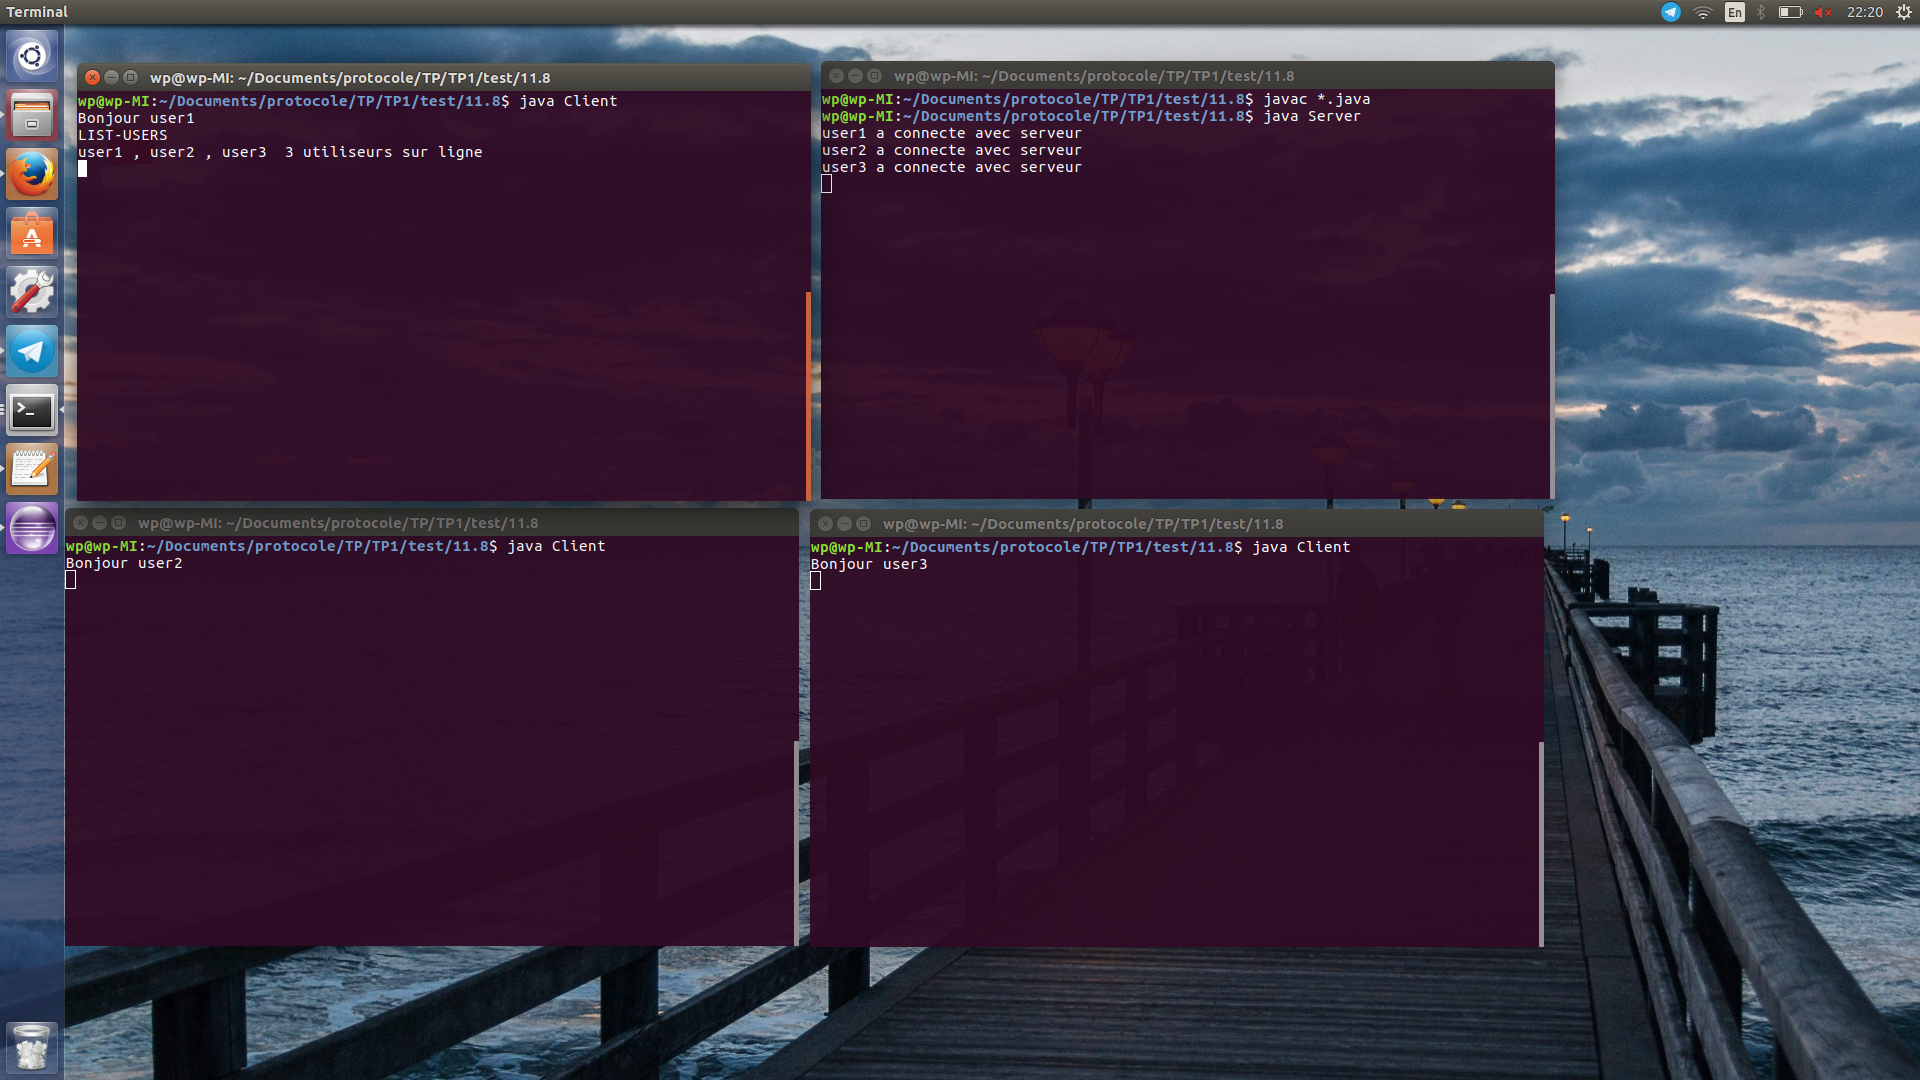 Terminal
En
22:20
wp@wp-MI: ~/Documents/protocole/TP/TP1/test/11.8
wp@wp-MI:~/Documents/protocole/TP/TP1/test/11.8$ java Client
Bonjour user1
LIST-USERS
user1 , user2 , user3  3 utiliseurs sur ligne
wp@wp-MI: ~/Documents/protocole/TP/TP1/test/11.8
wp@wp-MI:~/Documents/protocole/TP/TP1/test/11.8$ javac *.java
wp@wp-MI:~/Documents/protocole/TP/TP1/test/11.8$ java Server
user1 a connecte avec serveur
user2 a connecte avec serveur
user3 a connecte avec serveur
wp@wp-MI: ~/Documents/protocole/TP/TP1/test/11.8
wp@wp-MI:~/Documents/protocole/TP/TP1/test/11.8$ java Client
Bonjour user2
wp@wp-MI: ~/Documents/protocole/TP/TP1/test/11.8
wp@wp-MI:~/Documents/protocole/TP/TP1/test/11.8$ java Client
Bonjour user3